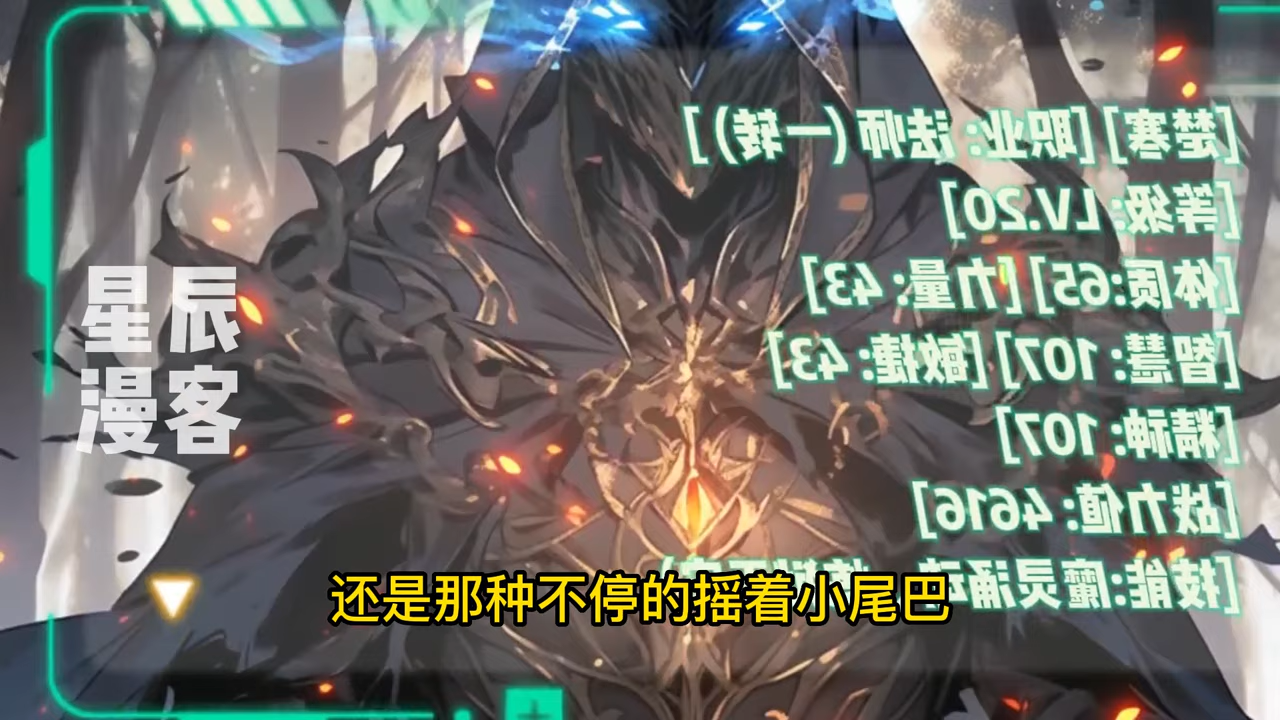 [楚寒] [职业: 法师 (一转) ]
[等级: LV.20]
[体质:65] [力量: 43]
[智慧: 107] [敏捷: 43]
[精神: 107]
[战力值: 4616]
[技能:魔灵涌动
星辰
漫客
还是那种不停的摇着小尾巴